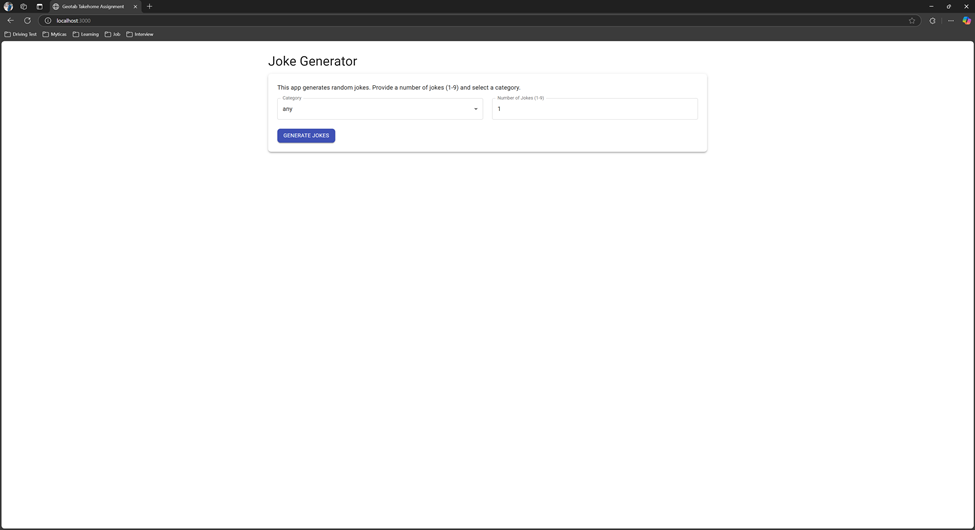 Geotab Takehome Assignment
localhost:3000
Driving Test
Myticas
Learning
Job
Interview
Joke Generator
This app generates random jokes. Provide a number of jokes (1-9) and select a category.
Category
any
Number of Jokes (1-9)
1
GENERATE JOKES